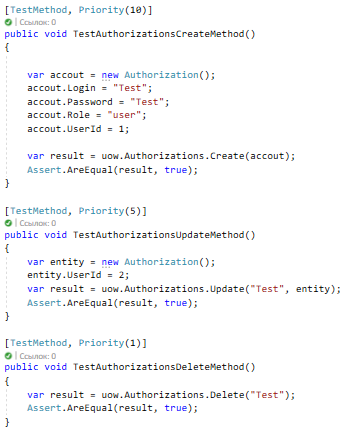 [TestMethod, Priority(10)]
| Ссылок: 0
public void TestAuthorizationsCreateMethod()
{
var accout = new Authorization();
accout.Login = "Test";
accout.Password = "Test";
accout.Role = "user";
accout.UserId = 1;
var result = uow.Authorizations.Create(accout);
Assert.AreEqual(result, true);
}
[TestMethod, Priority(5)]
| Ссылок: 0
public void TestAuthorizationsUpdateMethod()
{
var entity = new Authorization();
entity.UserId = 2;
var result = uow.Authorizations.Update("Test", entity);
Assert.AreEqual(result, true);
}
[TestMethod, Priority(1)]
| Ссылок: 0
public void TestAuthorizationsDeleteMethod()
{
var result = uow.Authorizations.Delete("Test");
Assert.AreEqual(result, true);
}